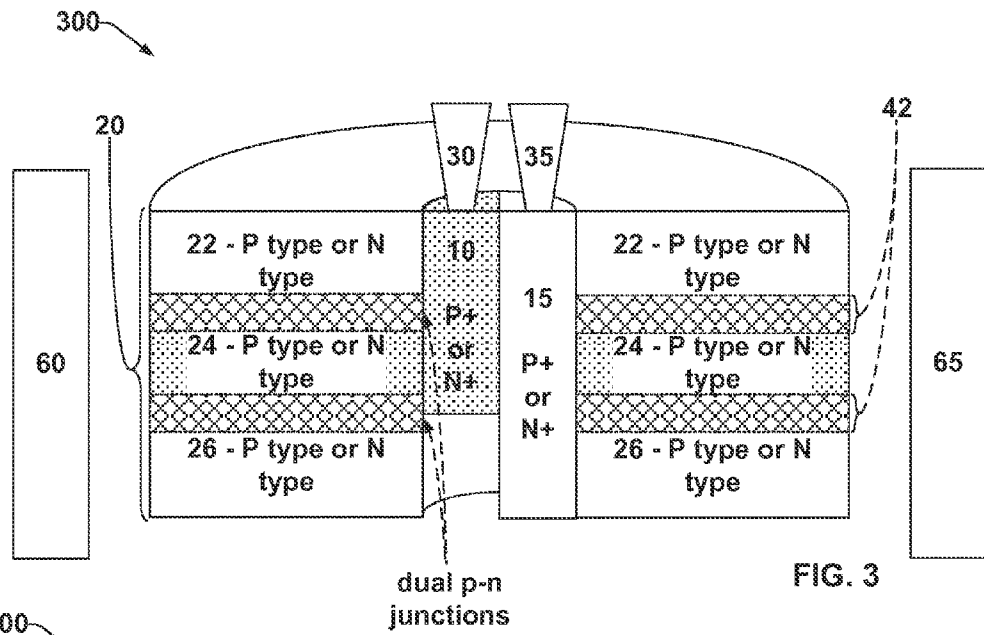 300
20
42
30
35
22 - P type or N
type
10
22 - P type or N
type
15
60
24 - P type or N
type
P+
or
N+
P+
or
N+
24 - P type or N
type
65
26 - P type or N
type
26 - P type or N
type
dual p-n
junctions
FIG. 3